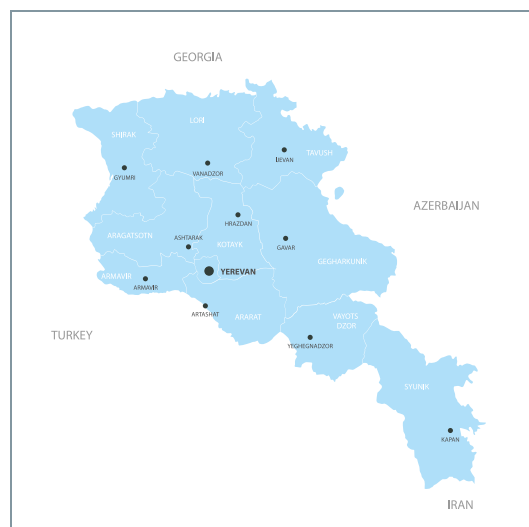 GEORGIA
LORI
SHIRAK
TAVUSH
IJEVAN
VANADZOR
GYUMRI
AZERBAIJAN
HRAZDAN
ARAGATSOTN
ASHTARAK
KOTAYK
GAVAR
GEGHARKUNIK
ARMAVIR
YEREVAN
ARMAVIR
ARTASHAT
ARARAT
VAYOTS
DZOR
TURKEY
YEGHEGNADZOR
SYUNIK
KAPAN
IRAN